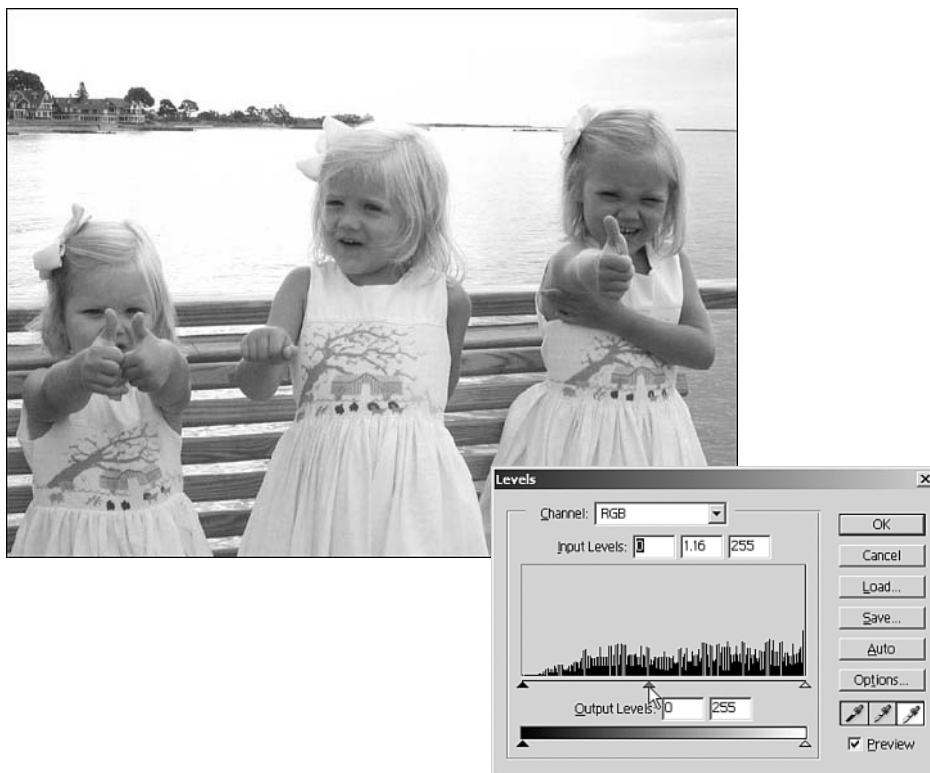 Levels
Channel: RGB
Input Levels: 0 1.16 255
Output Levels: 0 255
OK
Cancel
Load...
Save...
Auto
Options...
Preview